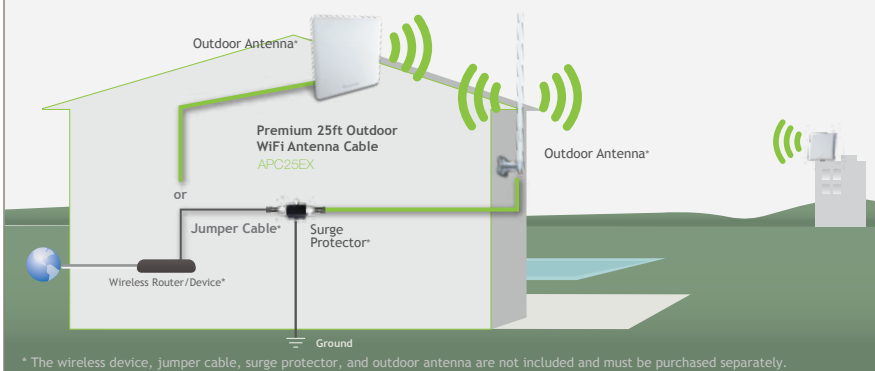 Outdoor Antenna*
Premium 25ft Outdoor
WiFi Antenna Cable
APC25EX
Outdoor Antenna*
or
Jumper Cable*
Surge
Protector*
Wireless Router/Device*
Ground
* The wireless device, jumper cable, surge protector, and outdoor antenna are not included and must be purchased separately.